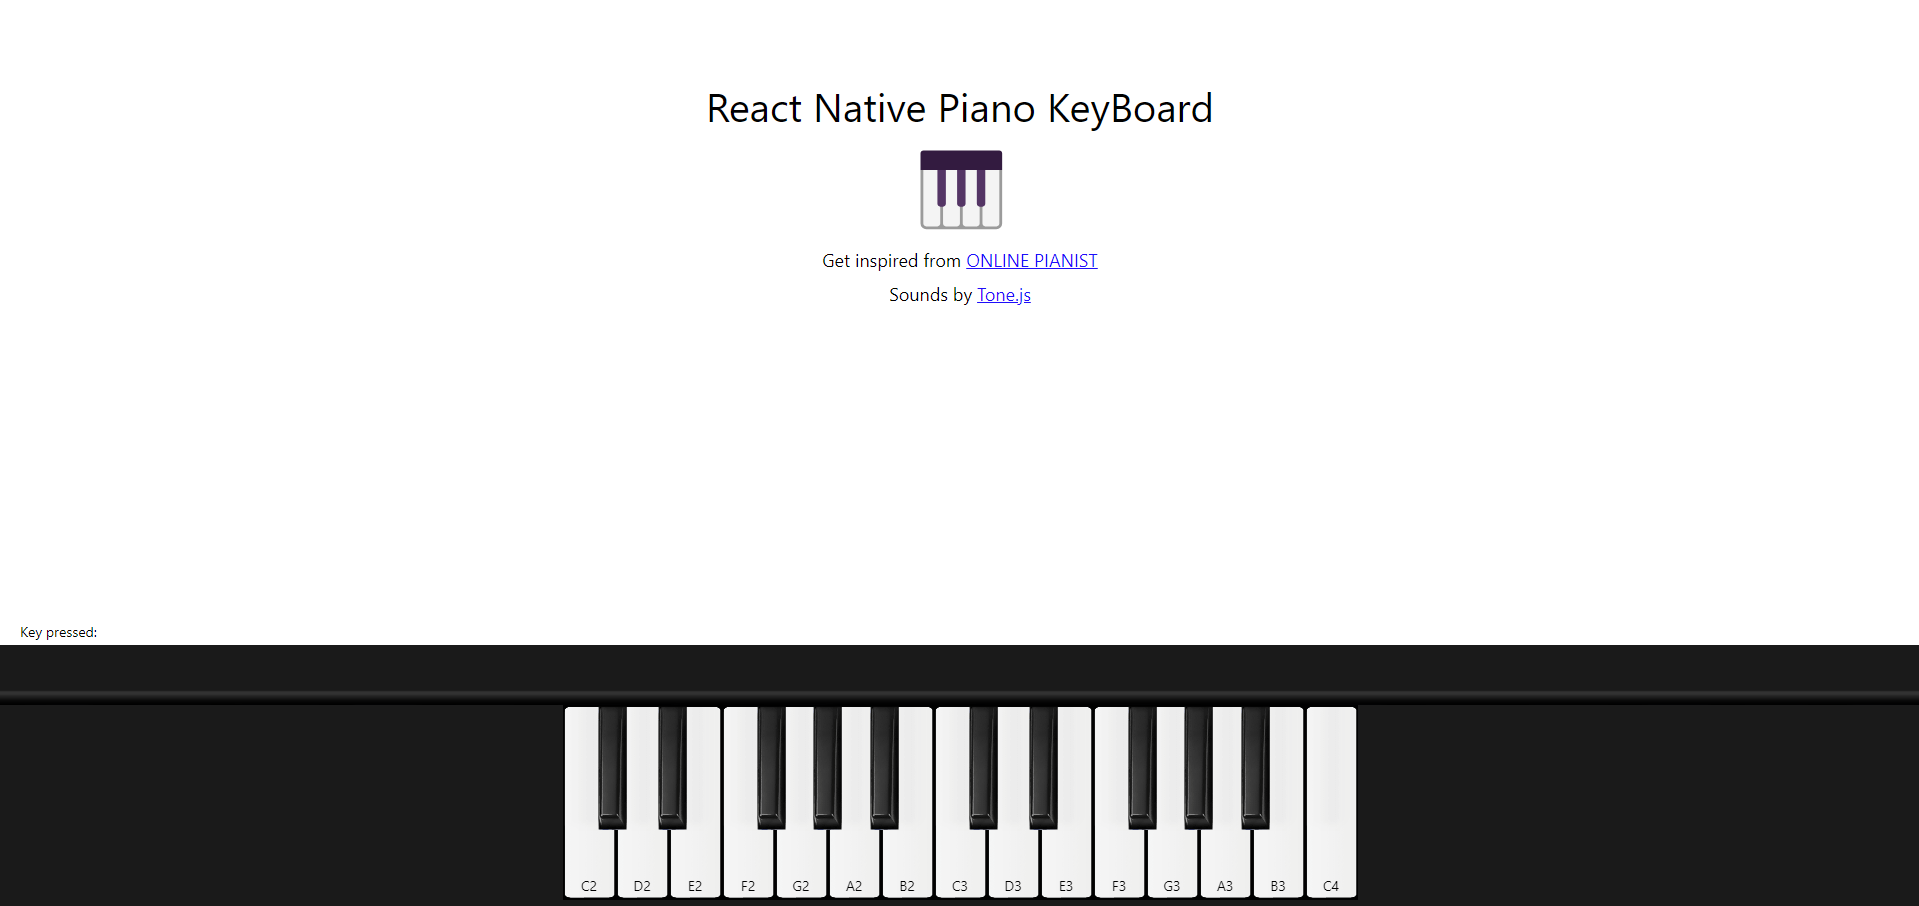 React Native Piano KeyBoard
Get inspired from ONLINE PIANIST
Sounds by Tone.js
Key pressed:
C2 D2 E2 F2 G2 A2 B2 C3 D3 E3 F3 G3 A3 B3 C4